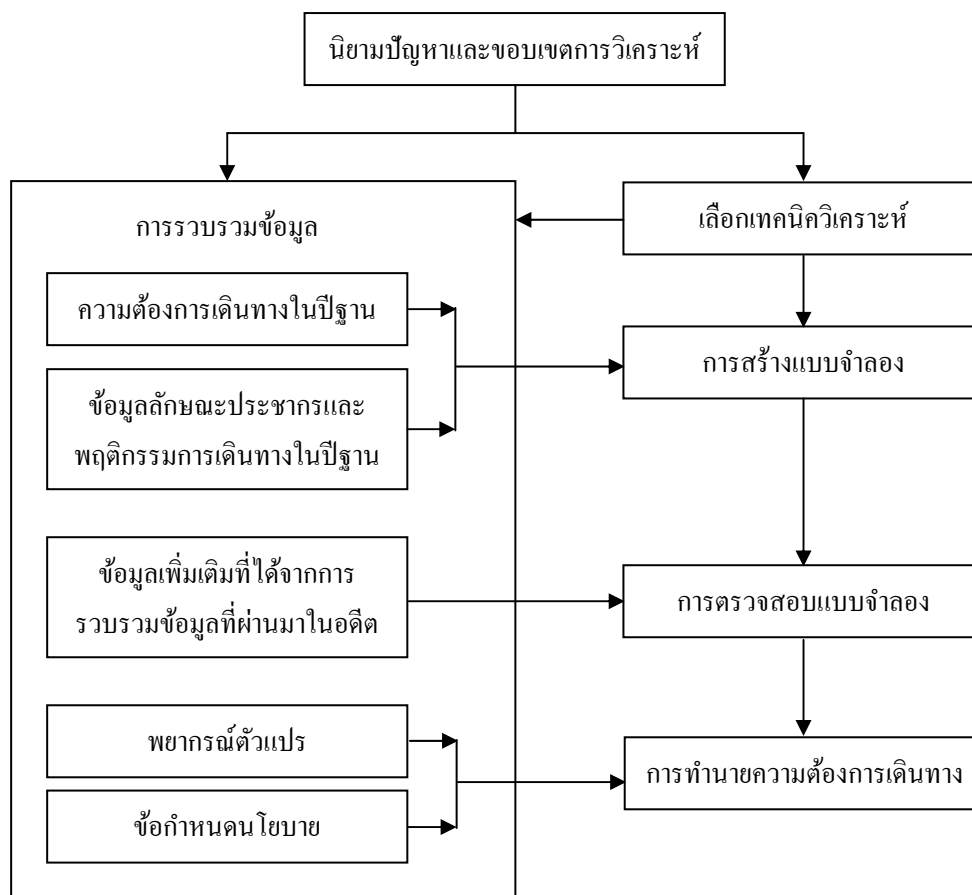 นิยามปัญหาและขอบเขตการวิเคราะห์
การรวบรวมข้อมูล
เลือกเทคนิควิเคราะห์
ความต้องการเดินทางในปีฐาน
การสร้างแบบจำลอง
ข้อมูลลักษณะประชากรและ
พฤติกรรมการเดินทางในปีฐาน
ข้อมูลเพิ่มเติมที่ได้จากการ
รวบรวมข้อมูลที่ผ่านมาในอดีต
การตรวจสอบแบบจำลอง
พยากรณ์ตัวแปร
การทำนายความต้องการเดินทาง
ข้อกำหนดนโยบาย